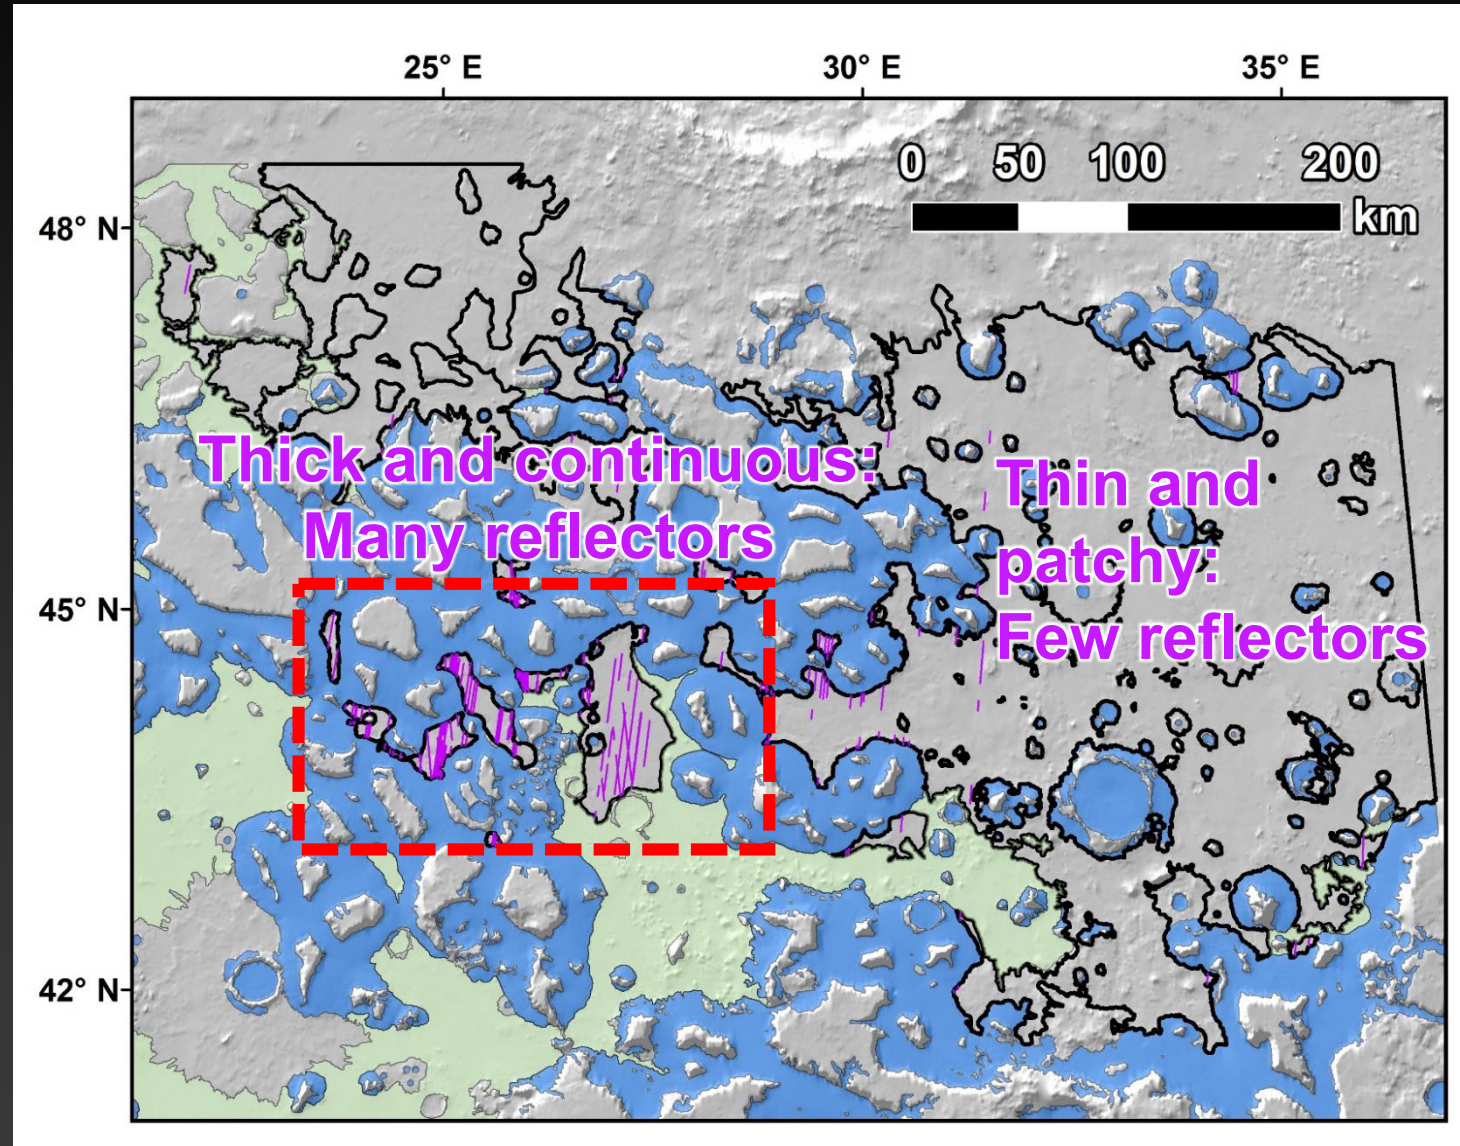 25° E
30° E
35° E
0 50 100 200
km
48° N
Thick and continuous:
Many reflectors
Thin and
patchy:
Few reflectors
45° N
42° N